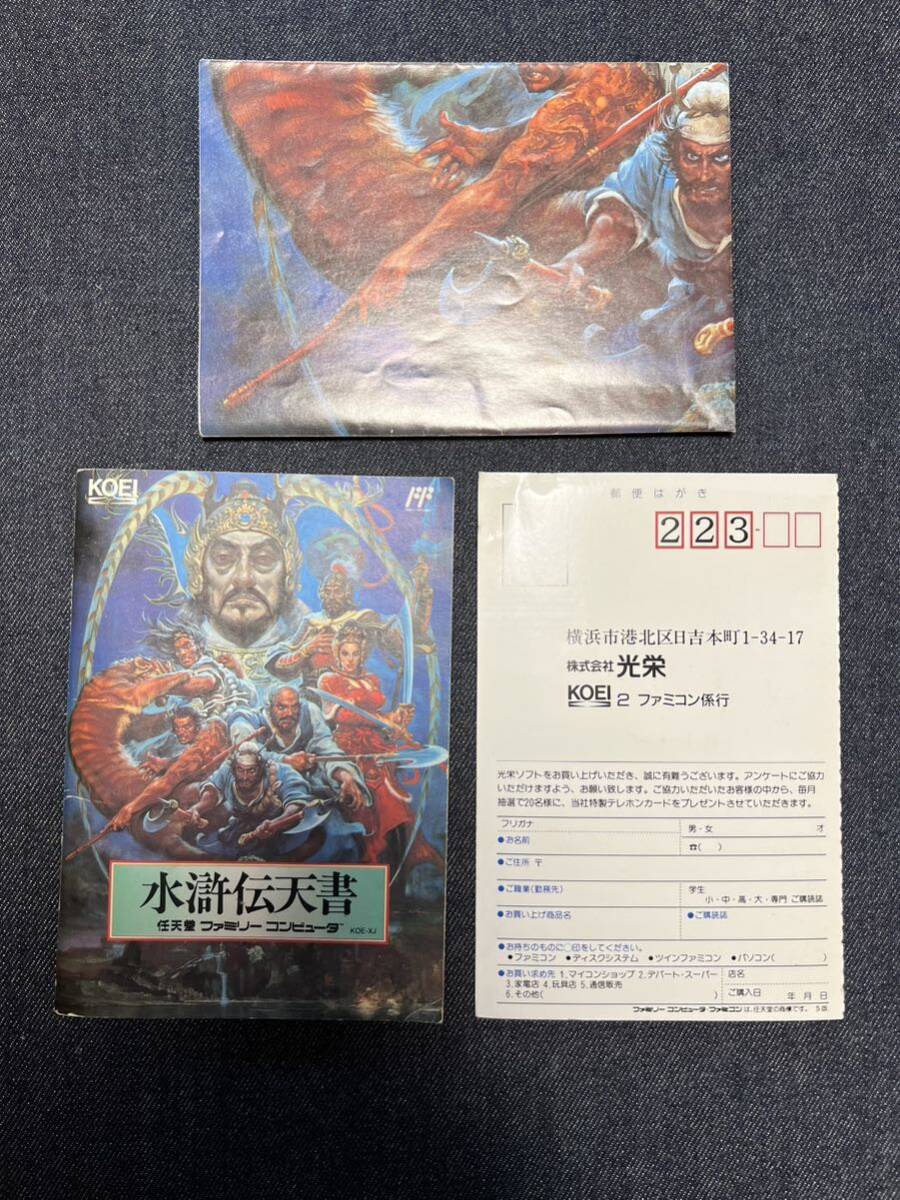 KOEI
水滸伝天書
任天堂 ファミリー コンピュータ™ KOE-XJ
郵便はがき
223-
横浜市港北区日吉本町1-34-17
株式会社 光栄
KOEI 2 ファミコン係行
光栄ソフトをお買い上げいただき、誠に有難うございます。アンケートにご協力
いただけますよう、お願い致します。ご協力いただいたお客様の中から、毎月
抽選で20名様に、当社特製テレホンカードをプレゼントさせていただきます。
フリガナ
●お名前
男・女 才
☎( )
●ご住所 〒
●ご職業(勤務先)
学生
小・中・高・大・専門 ご購読誌
●お買い上げ商品名
●ご購読誌
●お持ちのものに○印をしてください。
●ファミコン ●ディスクシステム ●ツインファミコン ●パソコン( )
●お買い求め先 1.マイコンショップ 2.デパート・スーパー
3.家電店 4.玩具店 5.通信販売
6.その他( )
店名
ご購入日 年 月 日
ファミリー コンピュータ・ファミコンは、任天堂の商標です。 S㊞